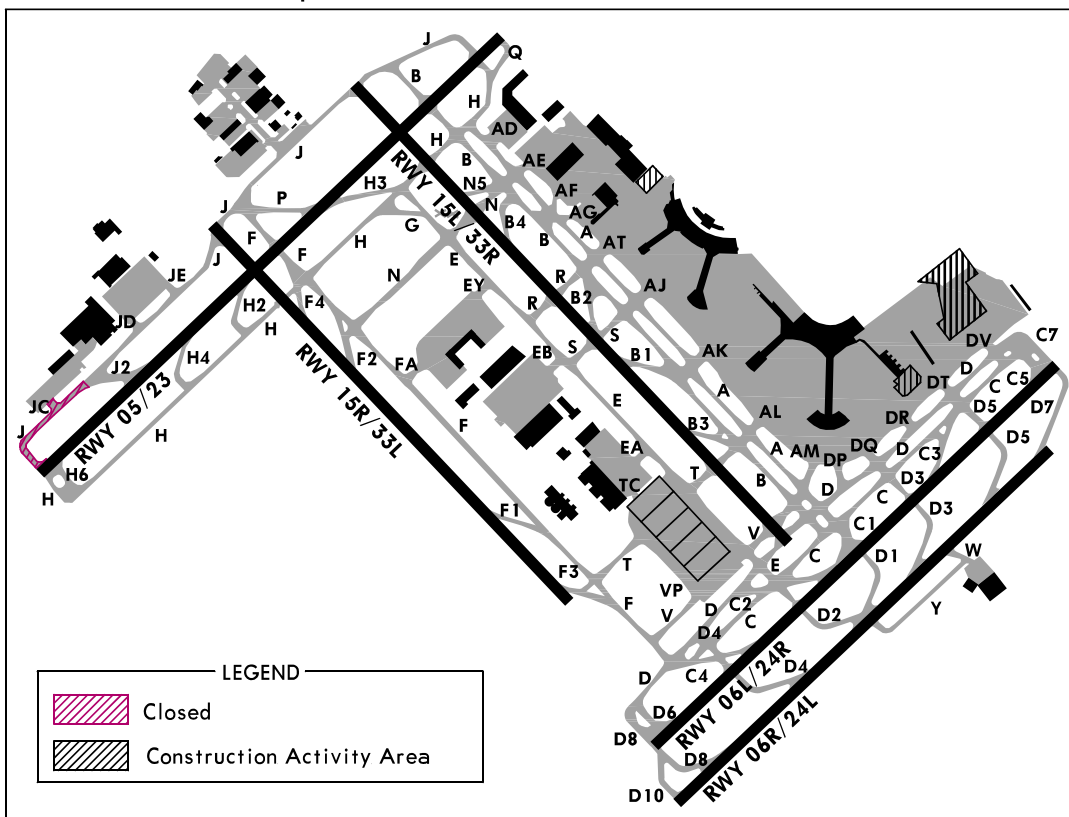 J
Q
B
H
AD
H
J
B
AE
RWY 15L/33R
H3
N5
AF
P
N
AG
J
G
B4
A
F
H
B
AT
F
E
J
JE
N
R
AJ
EY
H2
F4
R
B2
JD
H
S
C7
DV
RWY 15R/33L
S
B1
AK
H4
F2
EB
J2
FA
D
C5
DT
C
RWY 05/23
E
A
D5
D7
JC
AL
DR
F
B3
J
H
D5
EA
A
AM
DQ
D
C3
DP
H6
TC
T
B
D
D3
H
C
F1
D3
C1
V
W
C
D1
T
E
F3
VP
F
D
C2
Y
V
C
D2
D4
LEGEND
D
C4
D4
RWY 06L/24R
Closed
D6
D8
RWY 06R/24L
Construction Activity Area
D8
D10